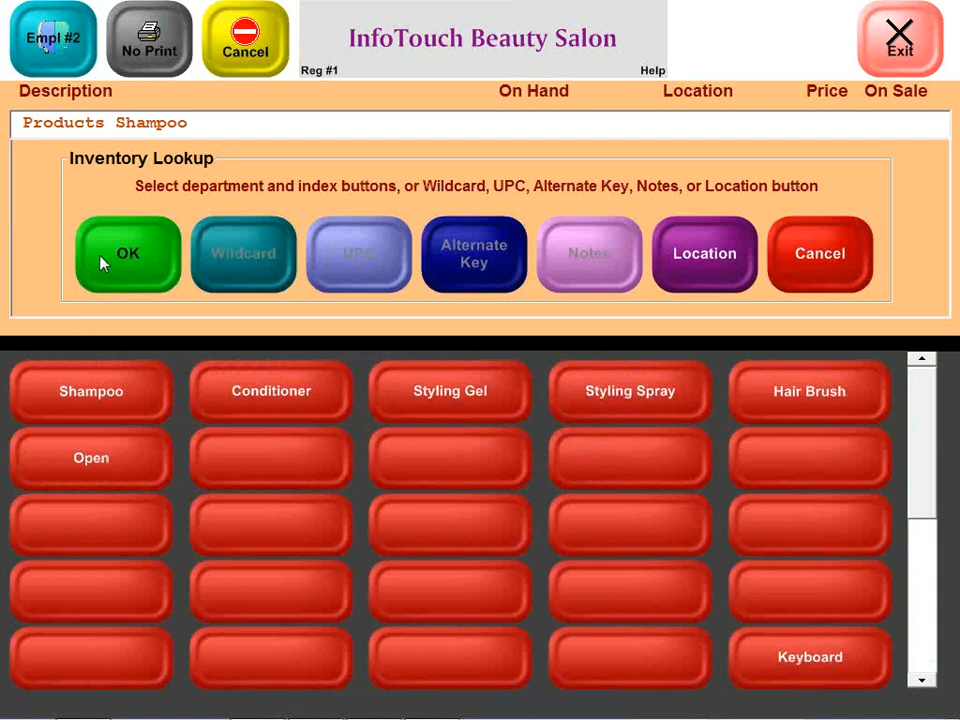 Empl #2
No Print
Cancel
InfoTouch Beauty Salon
Reg #1
Help
Exit
Description
On Hand
Location
Price
On Sale
Products Shampoo
Inventory Lookup
Select department and index buttons, or Wildcard, UPC, Alternate Key, Notes, or Location button
OK
Wildcard
UPC
Alternate
Key
Notes
Location
Cancel
Shampoo
Conditioner
Styling Gel
Styling Spray
Hair Brush
Open
Keyboard